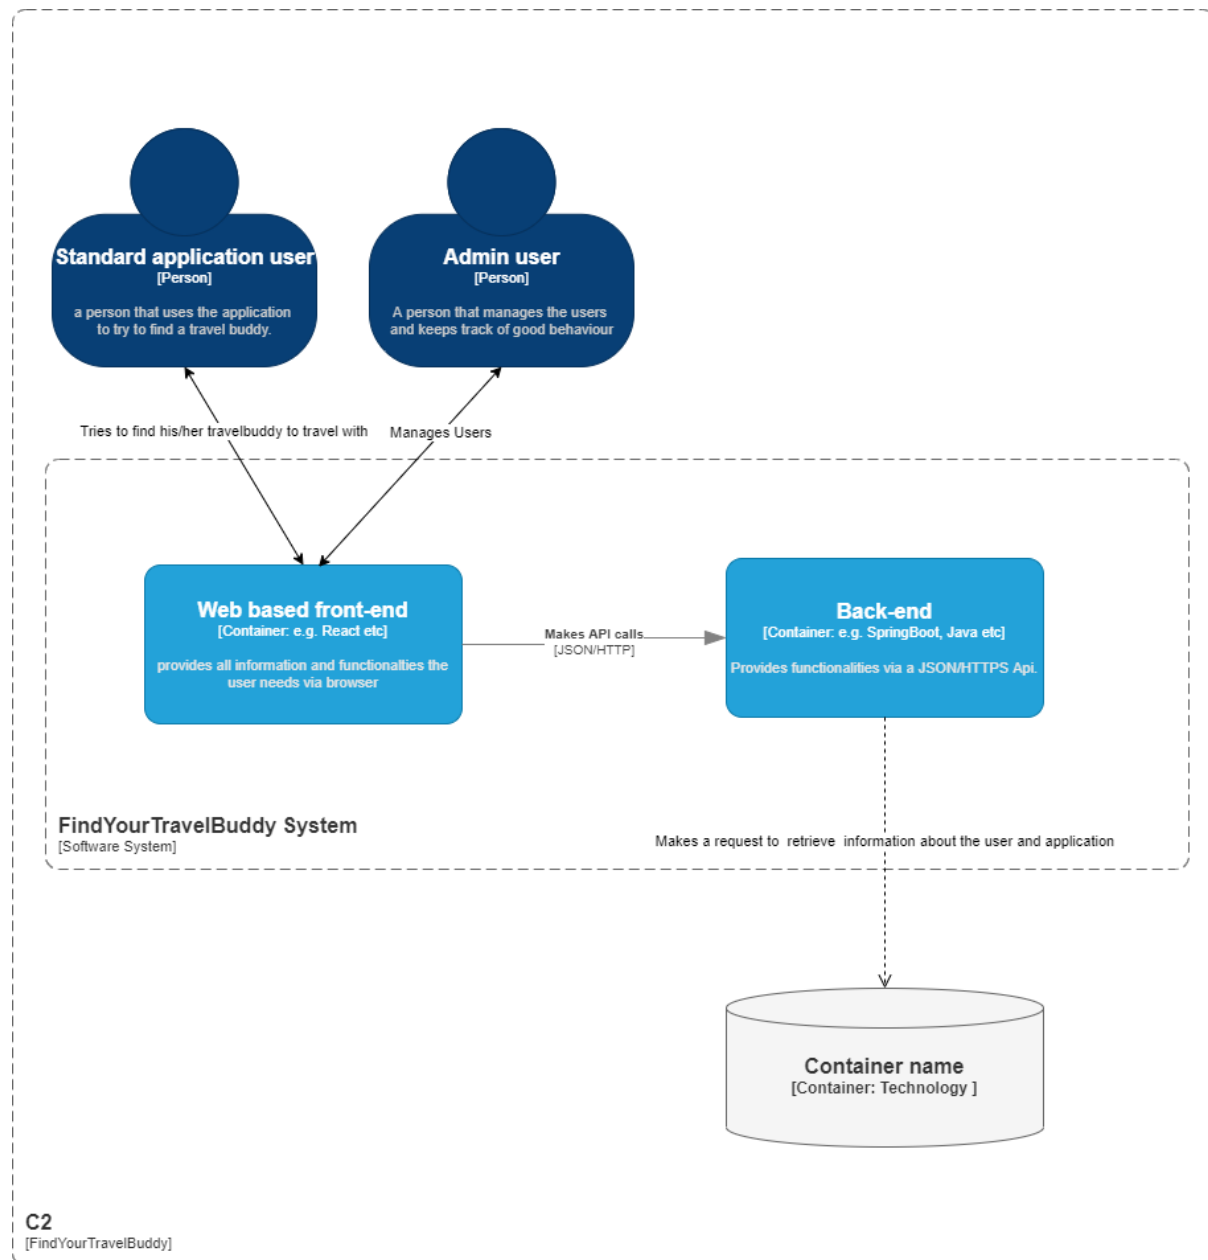 Standard application user
[Person]
a person that uses the application
to try to find a travel buddy.
Admin user
[Person]
A person that manages the users
and keeps track of good behaviour
Tries to find his/her travelbuddy to travel with
Manages Users
Web based front-end
[Container: e.g. React etc]
provides all information and functionalties the
user needs via browser
Makes API calls
[JSON/HTTP]
Back-end
[Container: e.g. SpringBoot, Java etc]
Provides functionalities via a JSON/HTTPS Api.
FindYourTravelBuddy System
[Software System]
Makes a request to  retrieve  information about the user and application
Container name
[Container: Technology ]
C2
[FindYourTravelBuddy]